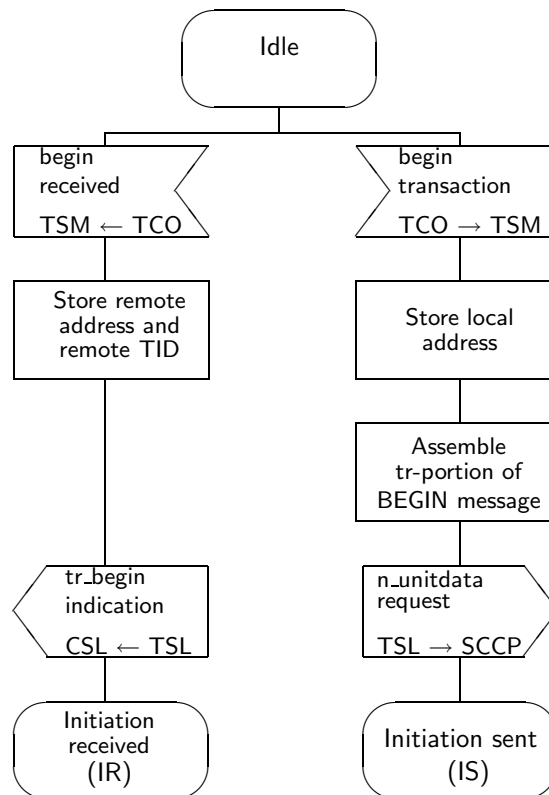 Idle
begin
received
TSM ← TCO
begin
transaction
TCO → TSM
Store remote
address and
remote TID
Store local
address
Assemble
tr-portion of
BEGIN message
tr_begin
indication
CSL ← TSL
n_unitdata
request
TSL → SCCP
Initiation
received
(IR)
Initiation sent
(IS)